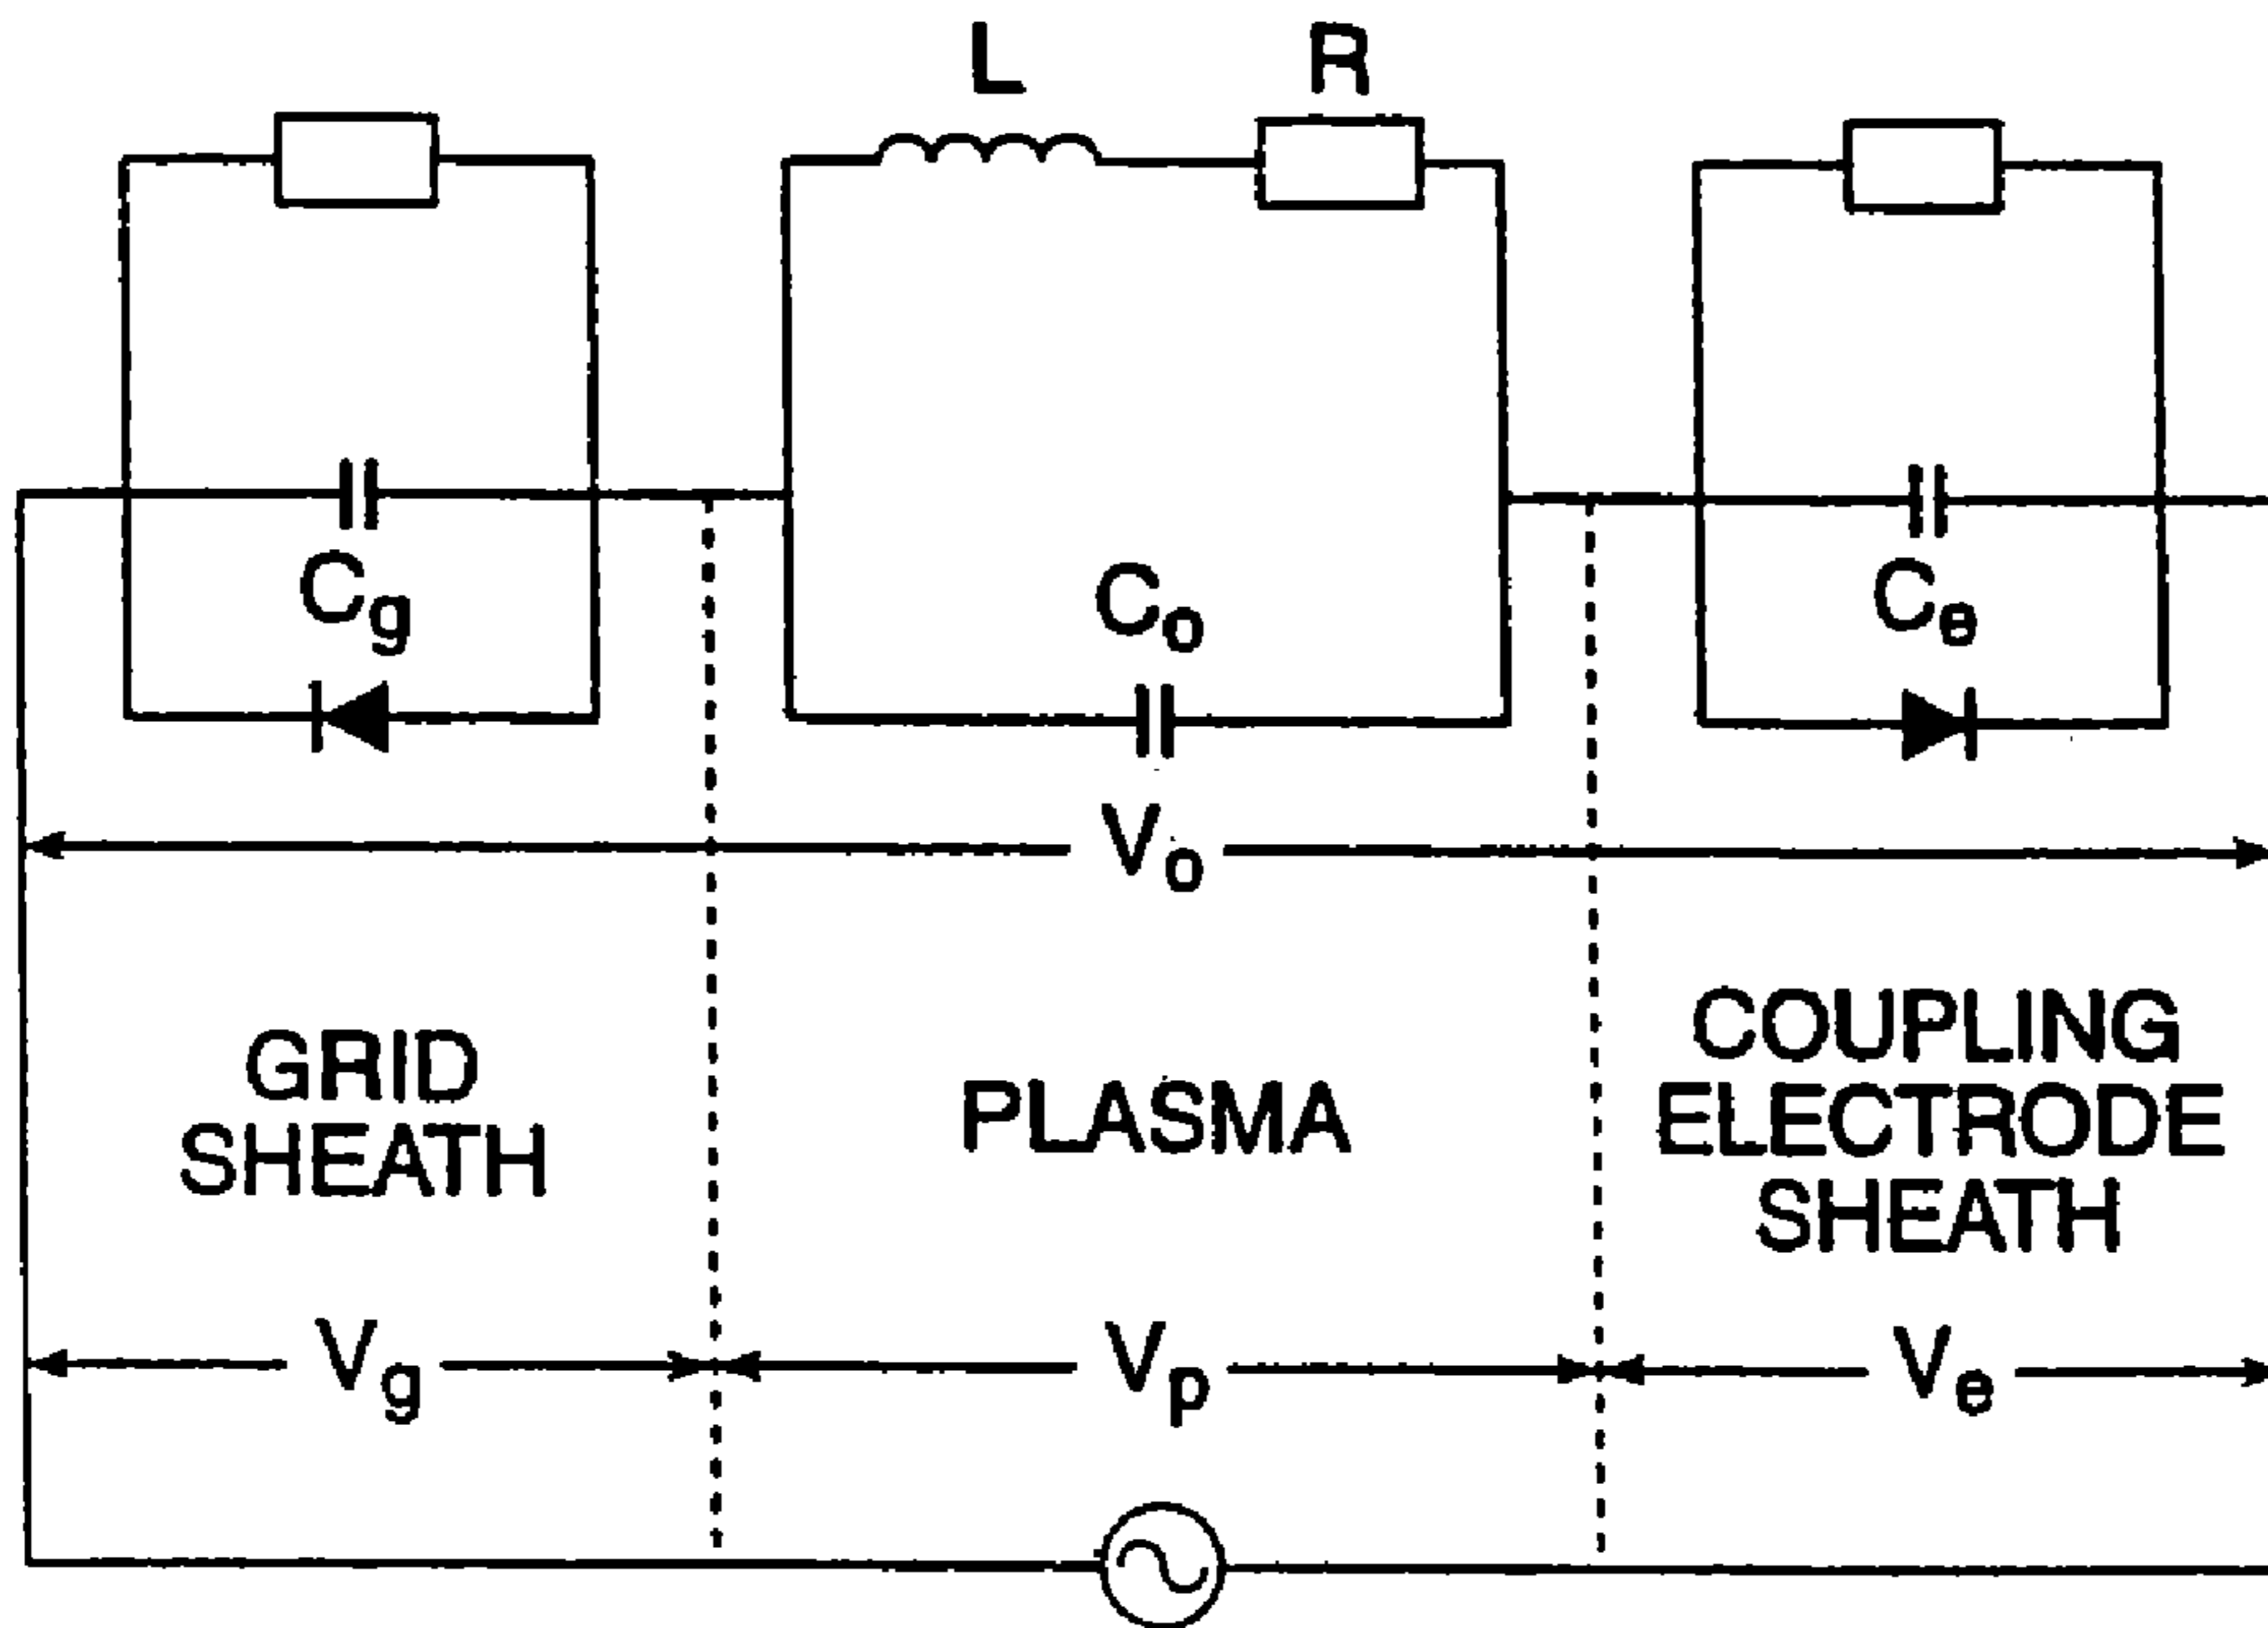 L
R
Cg
Co
Ce
Vo
GRID
SHEATH
PLASMA
COUPLING
ELECTRODE
SHEATH
Vg
Vp
Ve